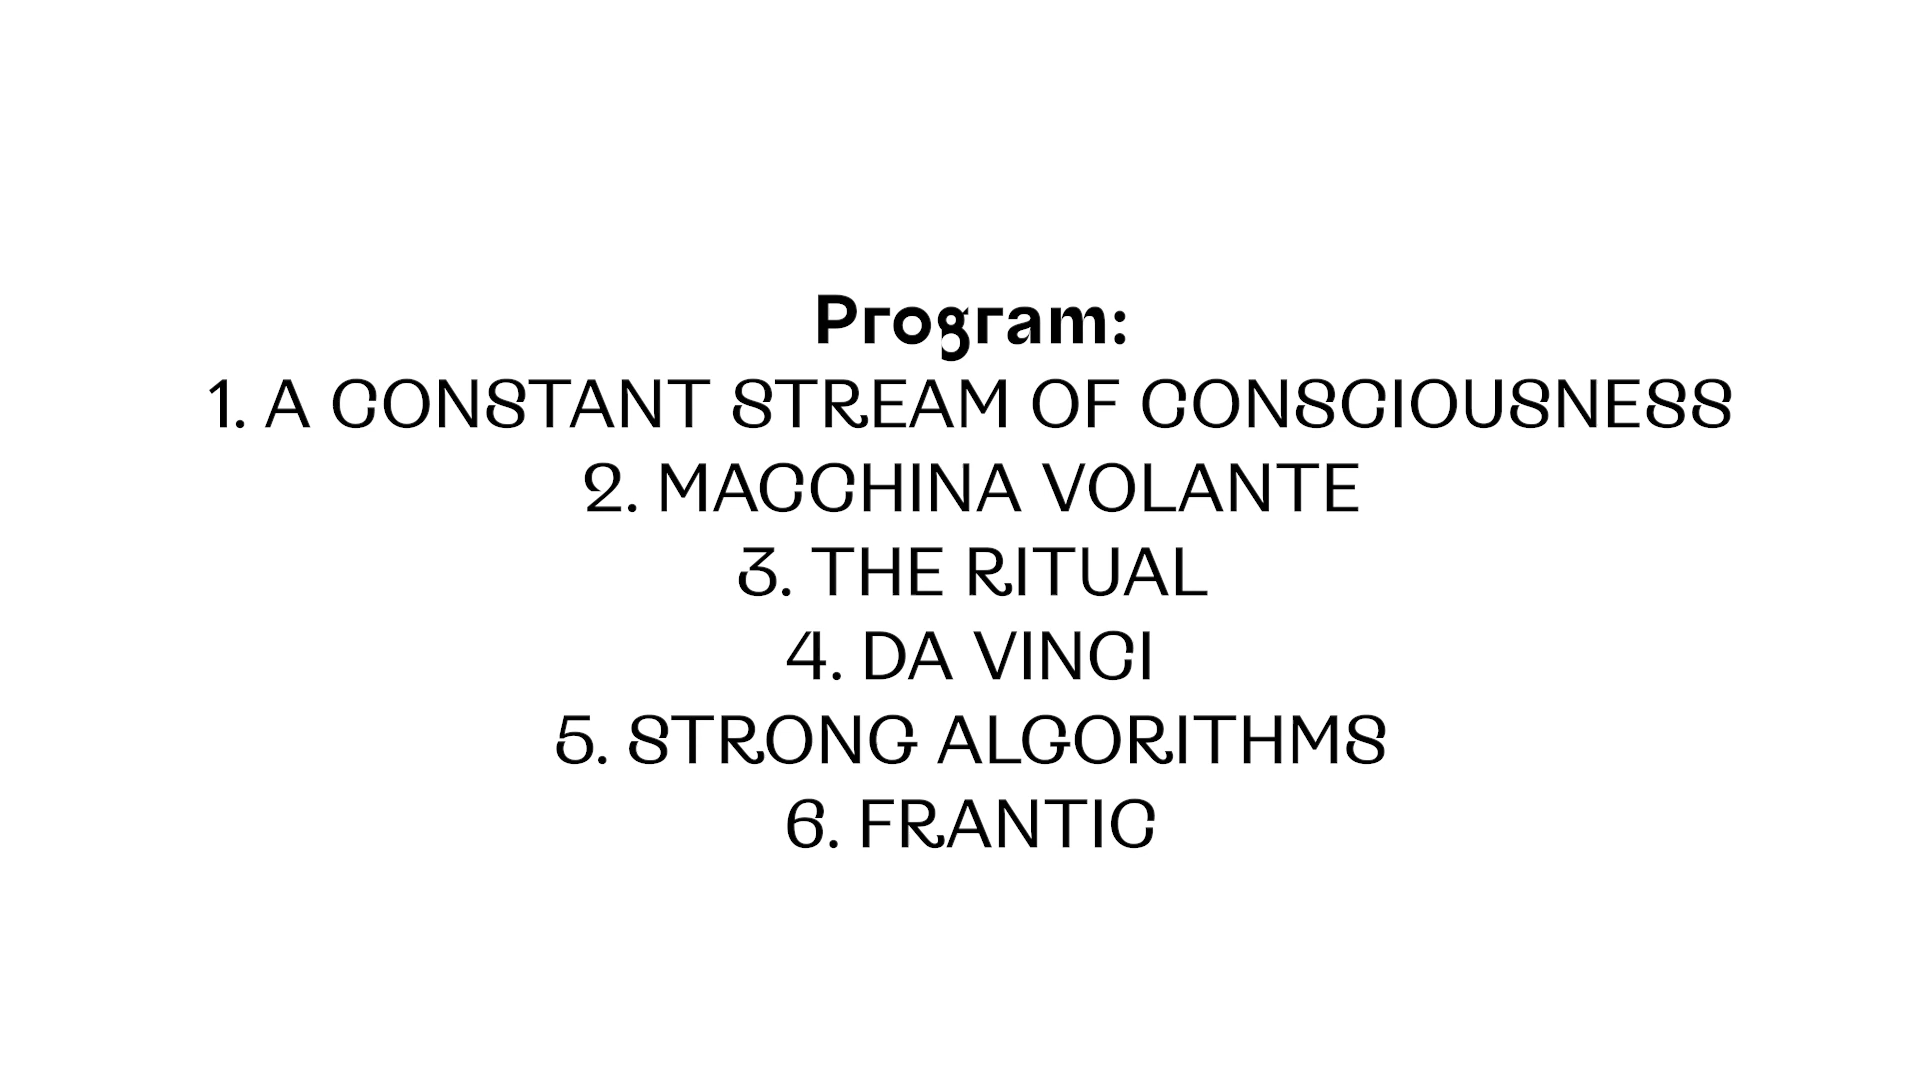 Program:
1. A CONSTANT STREAM OF CONSCIOUSNESS
2. MACCHINA VOLANTE
3. THE RITUAL
4. DA VINCI
5. STRONG ALGORITHMS
6. FRANTIC